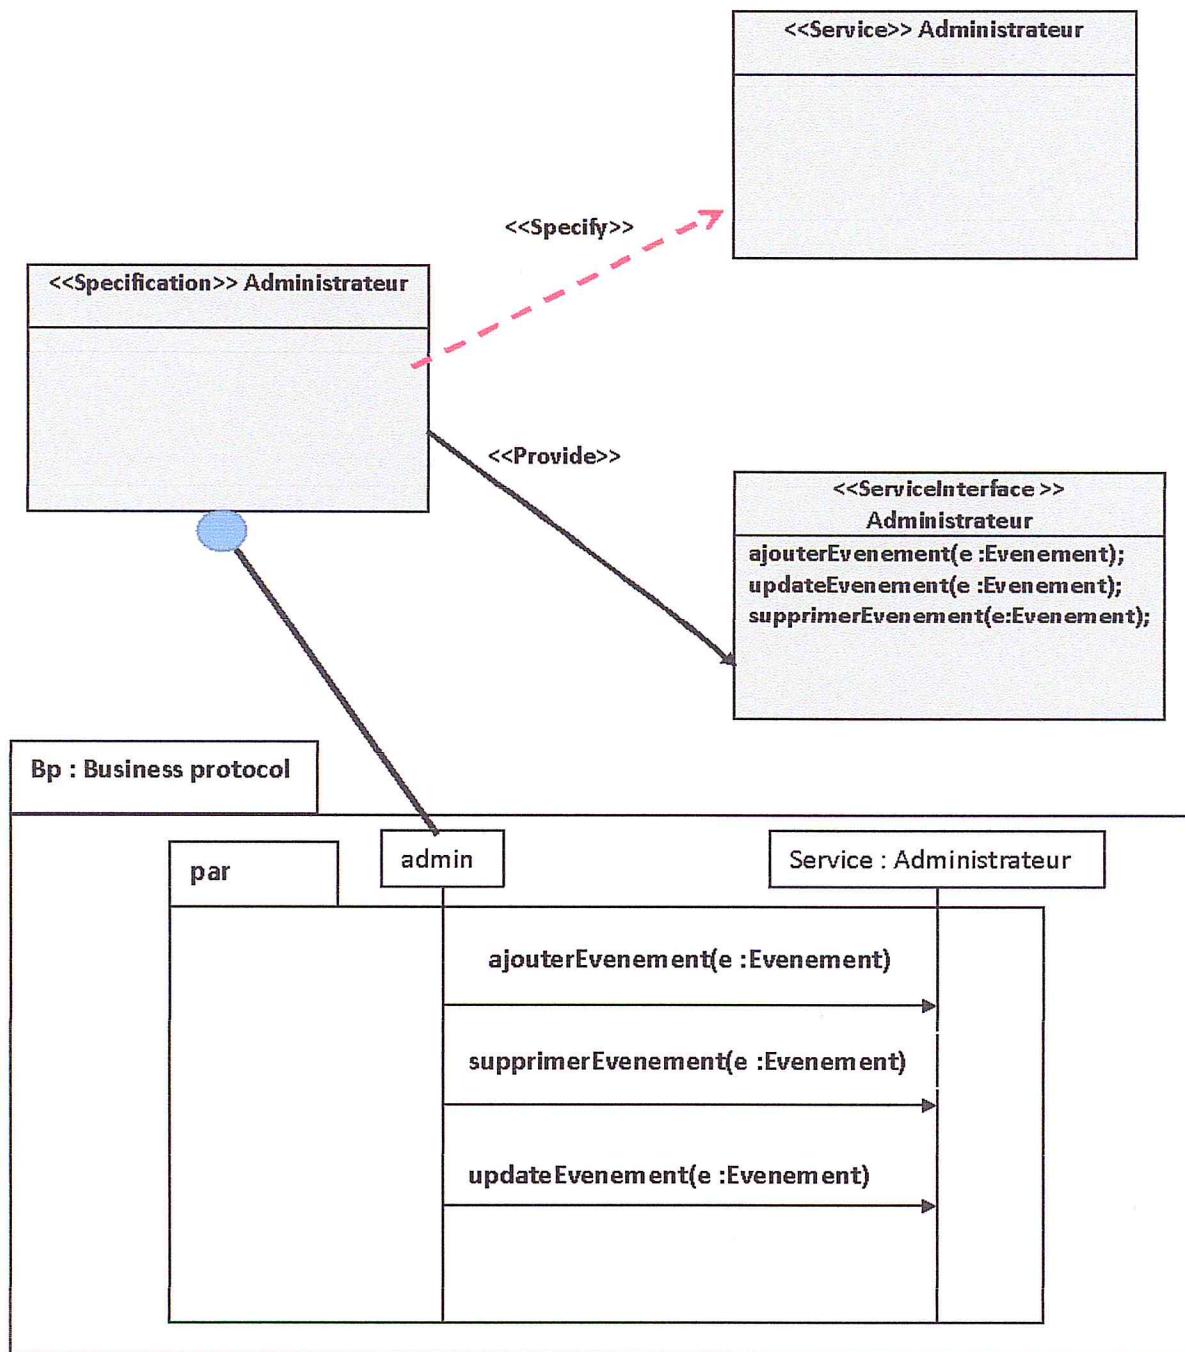 <<Service>> Administrateur
<<Specify>>
<<Specification>> Administrateur
<<Provide>>
<<ServiceInterface >>
Administrateur
ajouterEvenement(e :Evenement);
updateEvenement(e :Evenement);
supprimerEvenement(e:Evenement);
Bp : Business protocol
par
admin
Service : Administrateur
ajouterEvenement(e :Evenement)
supprimerEvenement(e :Evenement)
updateEvenement(e :Evenement)